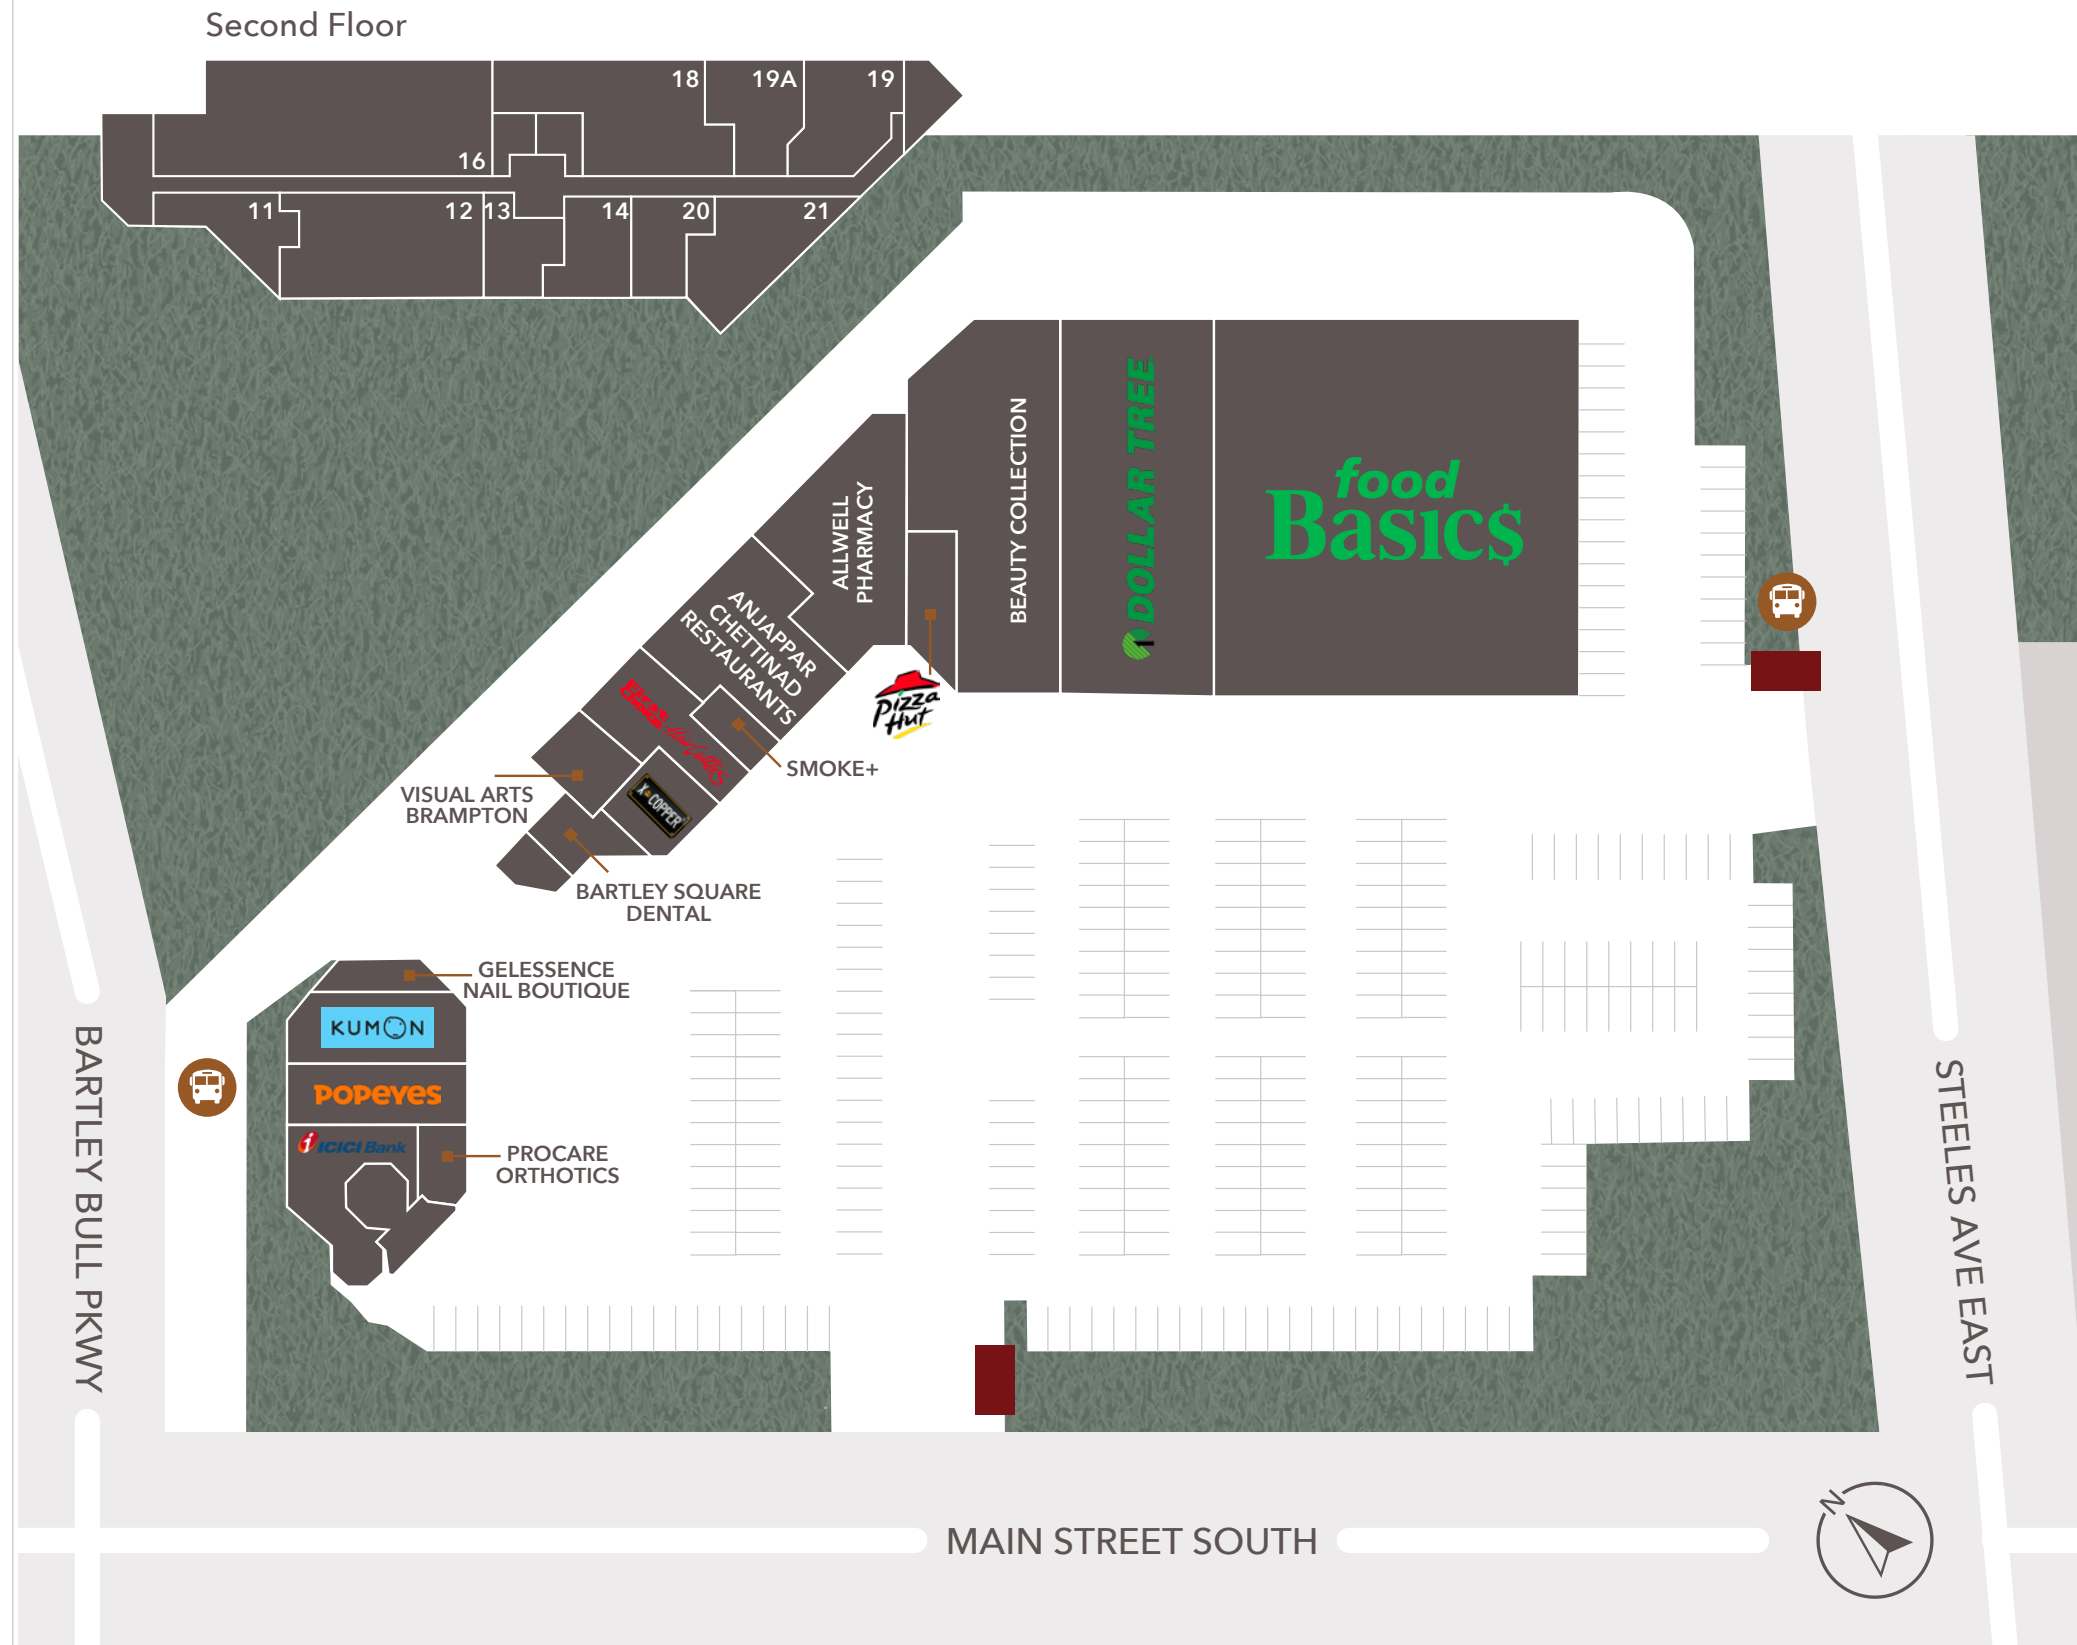 Second Floor
18
19A
19
16
11
12
13
14
20
21
BEAUTY COLLECTION
DOLLAR TREE
food
Basic$
ALLWELL
PHARMACY
ANJAPPAR
CHETTINAD
RESTAURANTS
Pizza
Hut
SMOKE+
X COPPER
VISUAL ARTS
BRAMPTON
BARTLEY SQUARE
DENTAL
GELESSENCE
NAIL BOUTIQUE
KUMON
POPEYES
ICICI Bank
PROCARE
ORTHOTICS
BARTLEY BULL PKWY
STEELES AVE EAST
MAIN STREET SOUTH
N